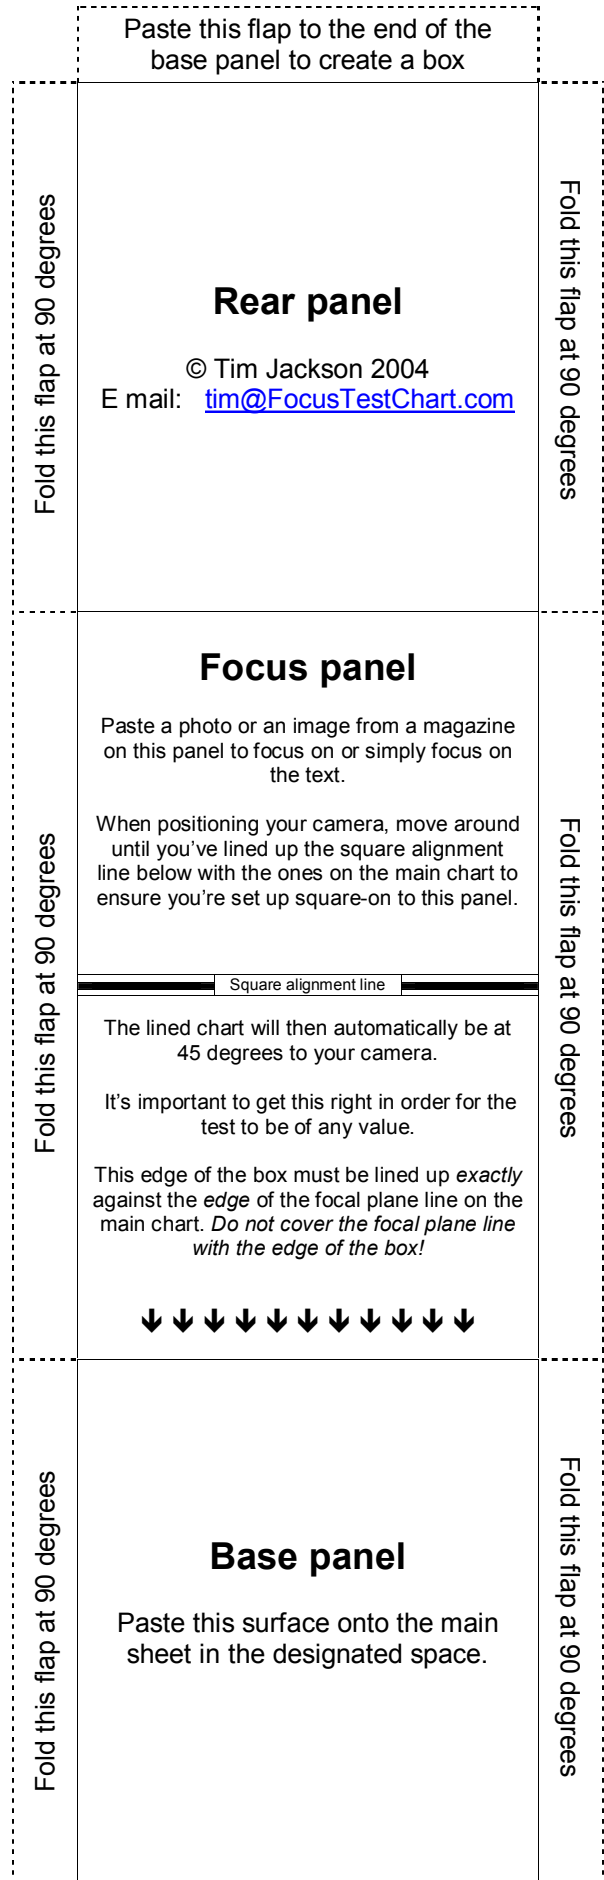 Paste this flap to the end of the
base panel to create a box
Fold this flap at 90 degrees
Rear panel
© Tim Jackson 2004
E mail: tim@FocusTestChart.com
Fold this flap at 90 degrees
Fold this flap at 90 degrees
Focus panel
Paste a photo or an image from a magazine
on this panel to focus on or simply focus on
the text.
When positioning your camera, move around
until you've lined up the square alignment
line below with the ones on the main chart to
ensure you're set up square-on to this panel.
Square alignment line
The lined chart will then automatically be at
45 degrees to your camera.
It's important to get this right in order for the
test to be of any value.
This edge of the box must be lined up exactly
against the edge of the focal plane line on the
main chart. Do not cover the focal plane line
with the edge of the box!
Fold this flap at 90 degrees
Fold this flap at 90 degrees
Base panel
Paste this surface onto the main
sheet in the designated space.
Fold this flap at 90 degrees